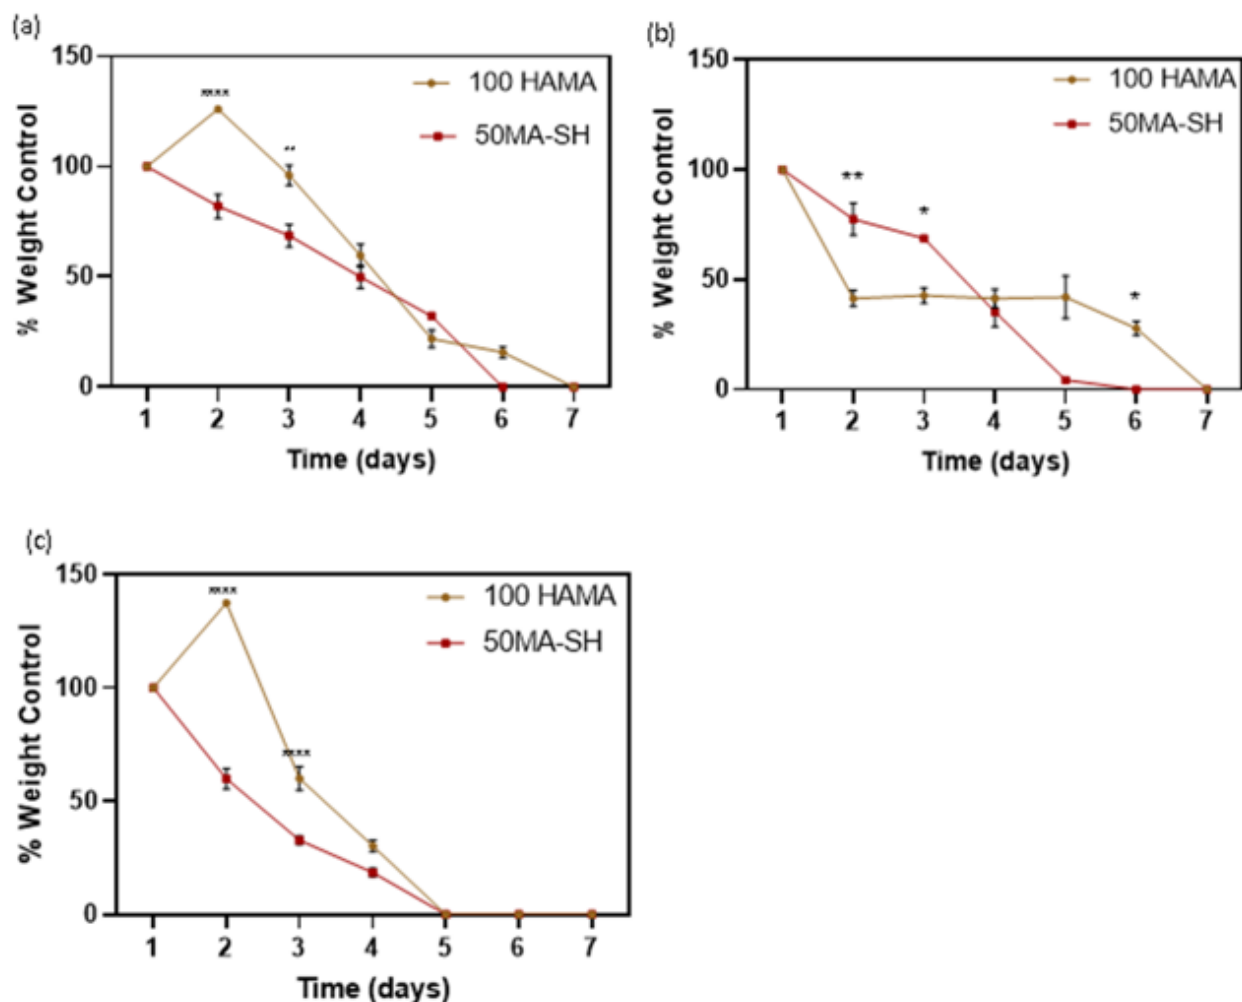 (a)
150
100
50
0
% Weight Control
100 HAMA
50MA-SH
****
**
1 2 3 4 5 6 7
Time (days)
(b)
150
100
50
0
% Weight Control
100 HAMA
50MA-SH
**
*
*
1 2 3 4 5 6 7
Time (days)
(c)
150
100
50
0
% Weight Control
100 HAMA
50MA-SH
****
****
1 2 3 4 5 6 7
Time (days)